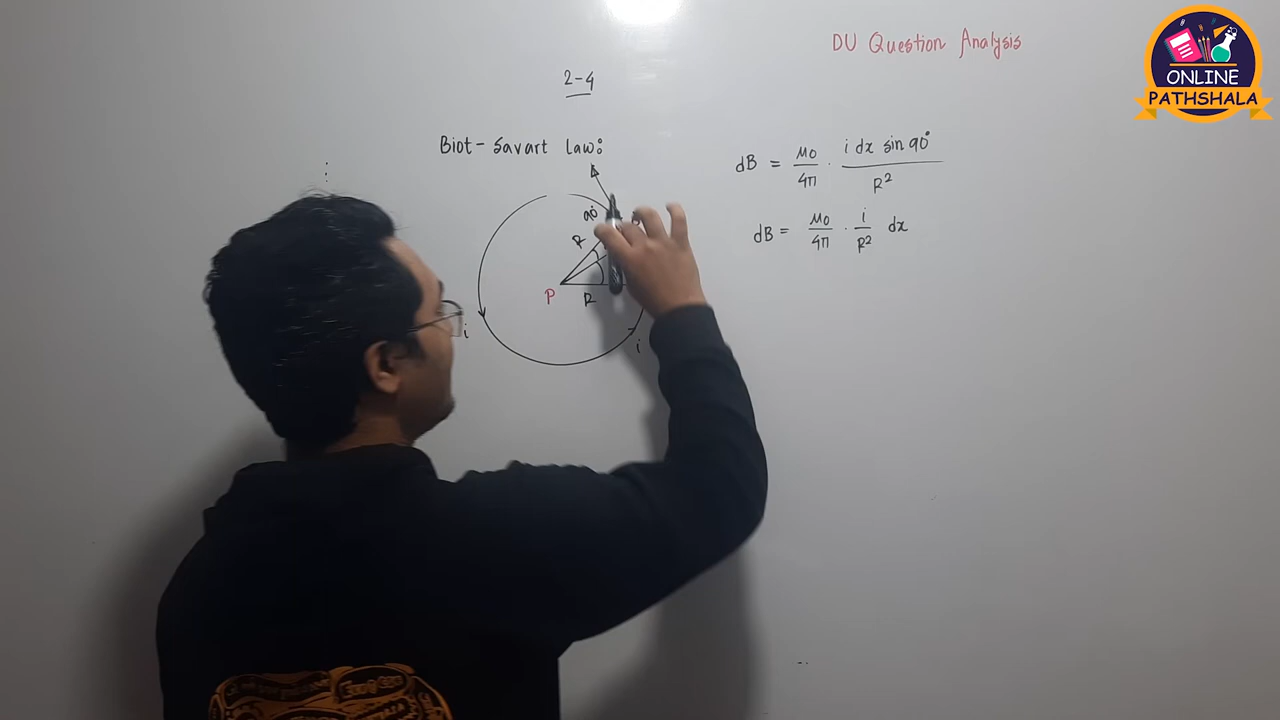 DU Question Analysis
ONLINE
PATHSHALA
2-4
Biot-Savart law:
dB = μ0/4π · i dx sin 90°/R²
dB = μ0/4π · i/R² dx
90°
R
P
R
i
i